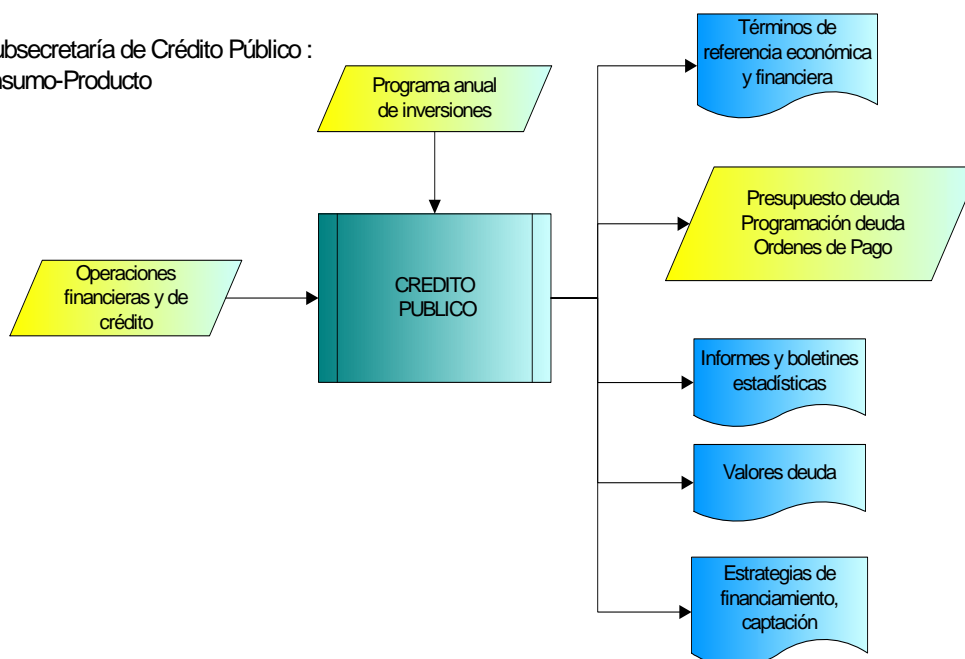 ubsecretaría de Crédito Público :
nsumo-Producto
Programa anual
de inversiones
Términos de
referencia económica
y financiera
Presupuesto deuda
Programación deuda
Ordenes de Pago
Operaciones
financieras y de
crédito
CREDITO
PUBLICO
Informes y boletines
estadísticas
Valores deuda
Estrategias de
financiamiento,
captación